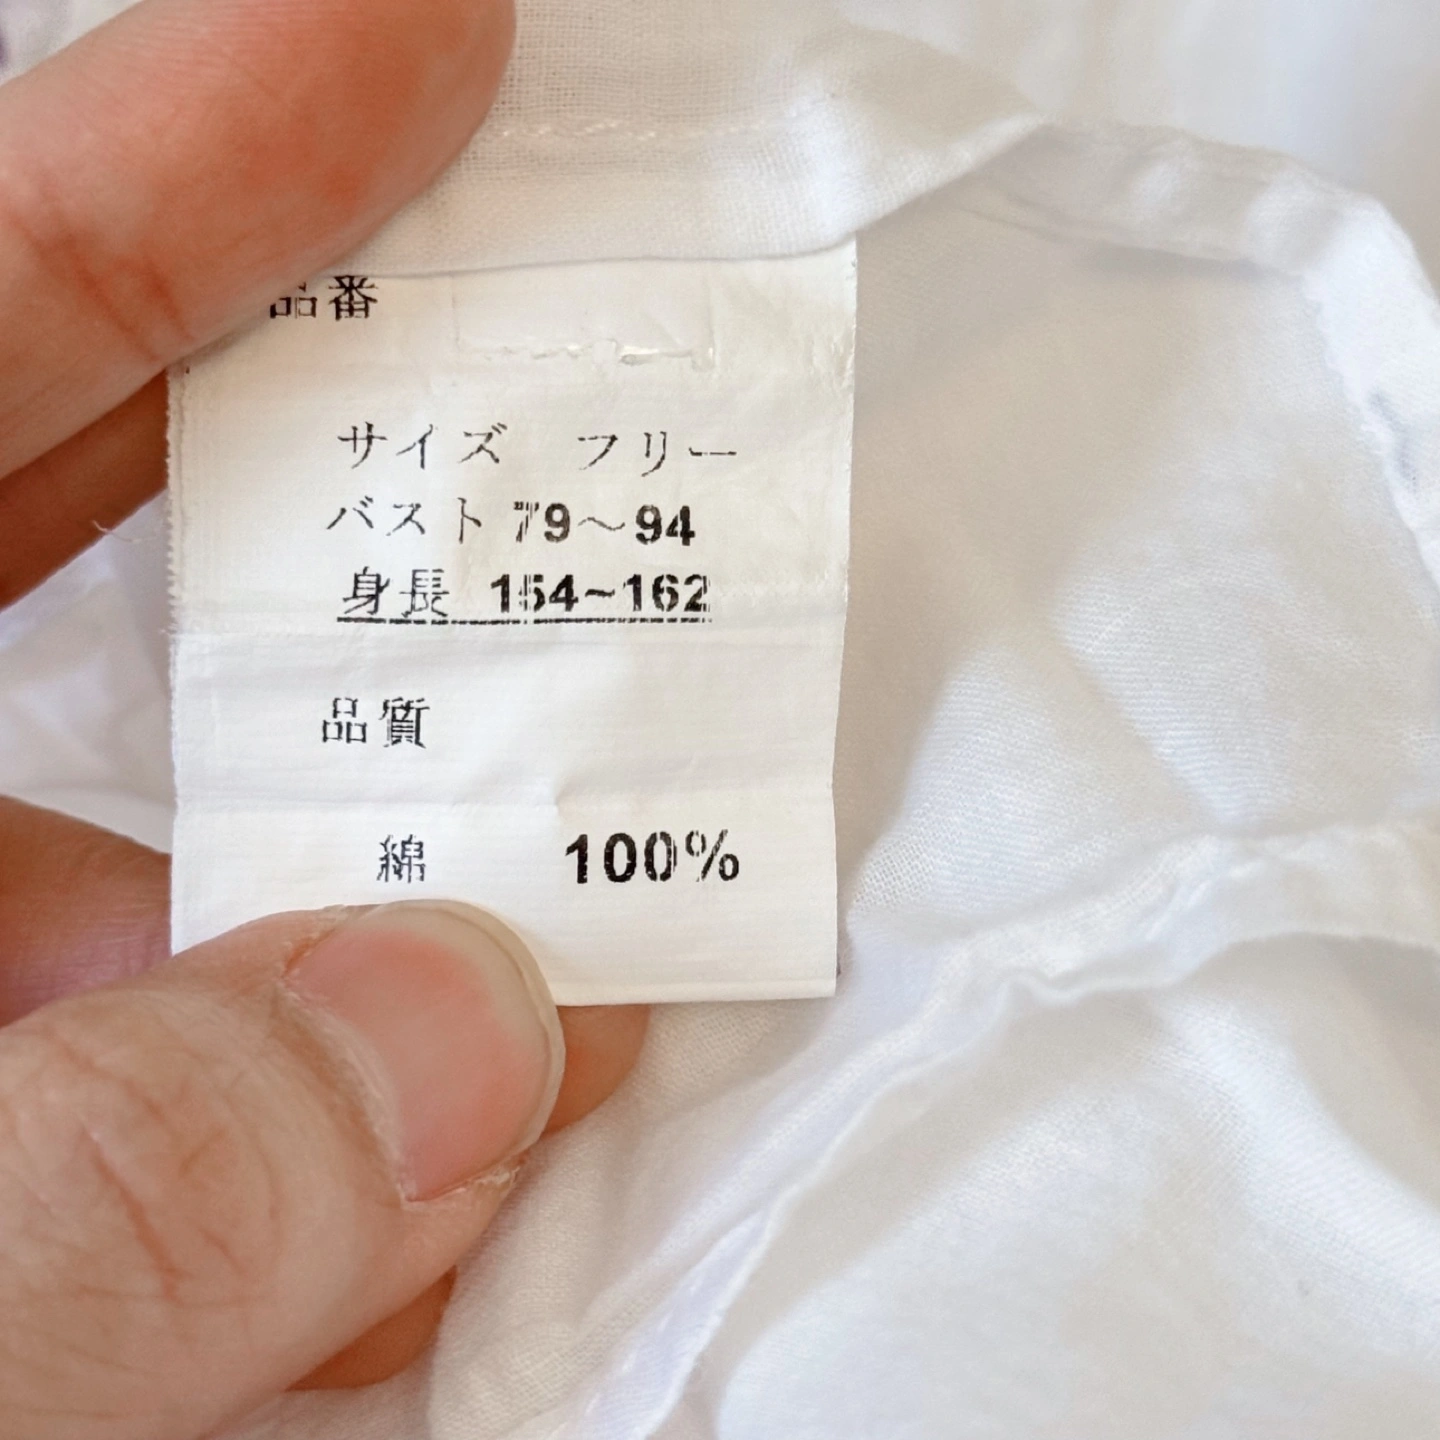 品番
サイズ フリー
バスト 79〜94
身長 154~162
品質
綿 100%